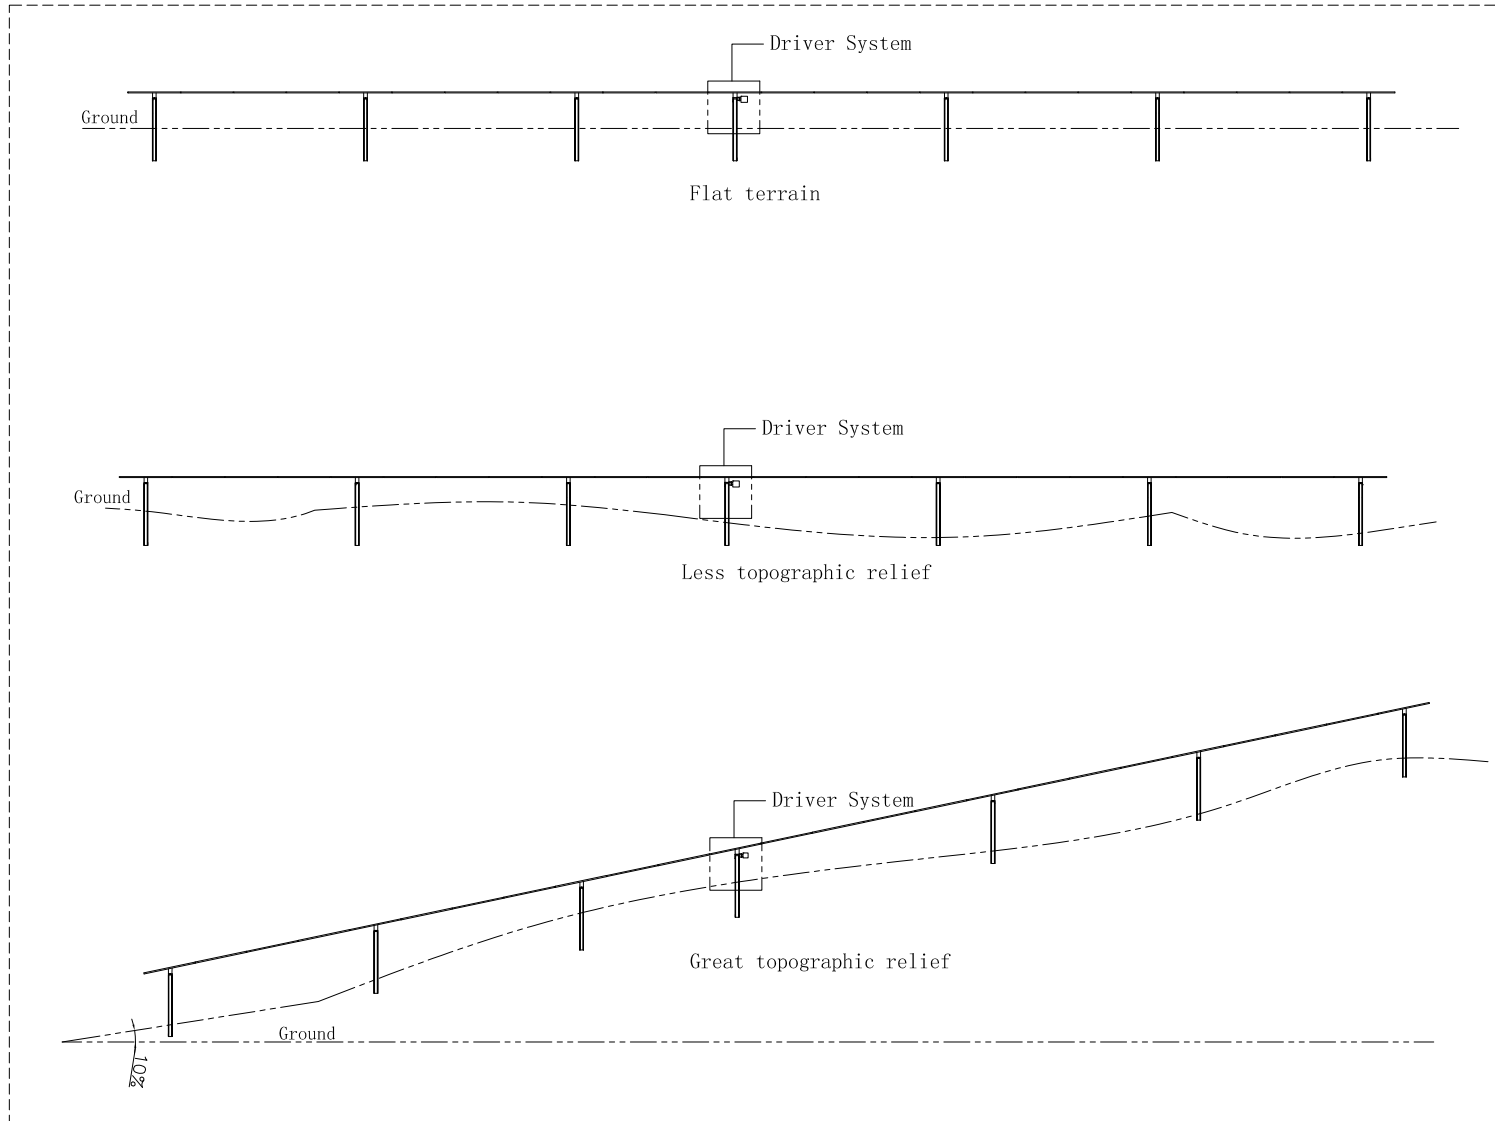 Driver System
Ground
Flat terrain
Driver System
Ground
Less topographic relief
Driver System
Great topographic relief
Ground
10%